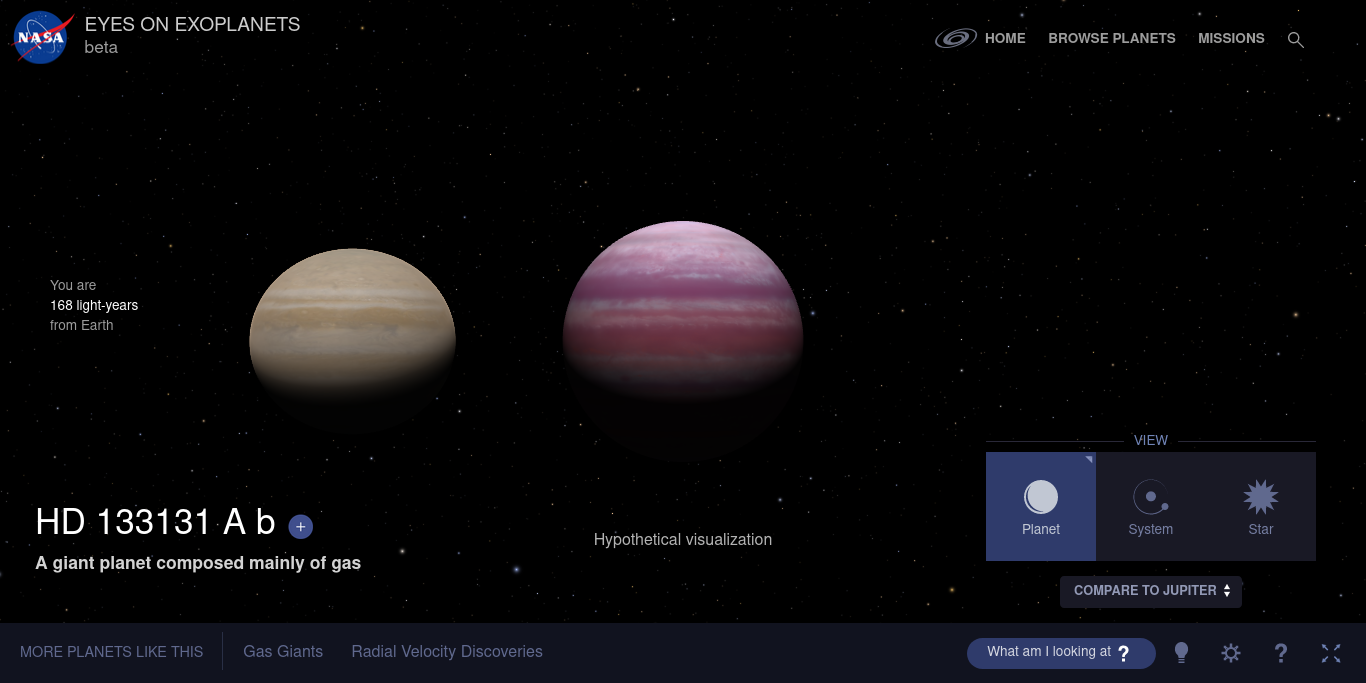 NASA
EYES ON EXOPLANETS
beta
HOME
BROWSE PLANETS
MISSIONS
You are
168 light-years
from Earth
HD 133131 A b +
A giant planet composed mainly of gas
Hypothetical visualization
VIEW
Planet
System
Star
COMPARE TO JUPITER
MORE PLANETS LIKE THIS
Gas Giants
Radial Velocity Discoveries
What am I looking at ?
?